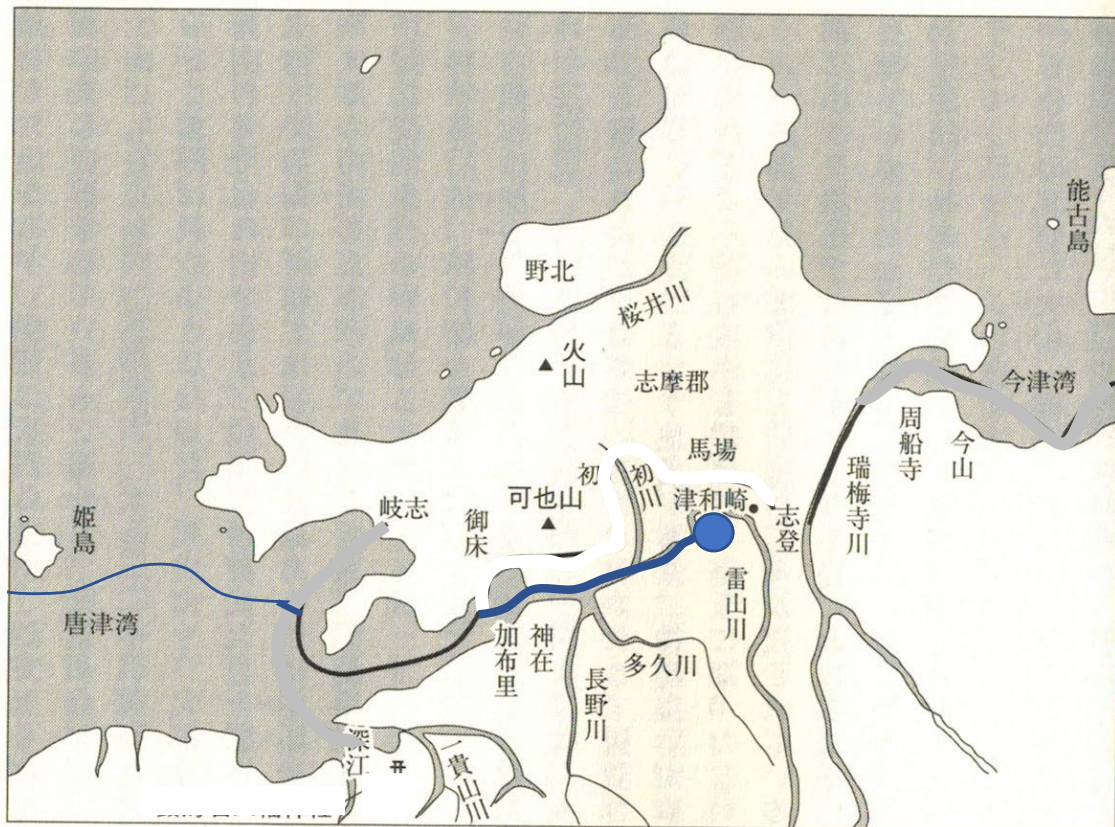 能古島
野北
桜井川
火山
志摩郡
今津湾
馬場
周船寺
今山
初
初川
津和崎
瑞梅寺川
可也山
岐志
御床
志登
姫島
雷山川
唐津湾
神在
加布里
多久川
長野川
深江
一貴山川